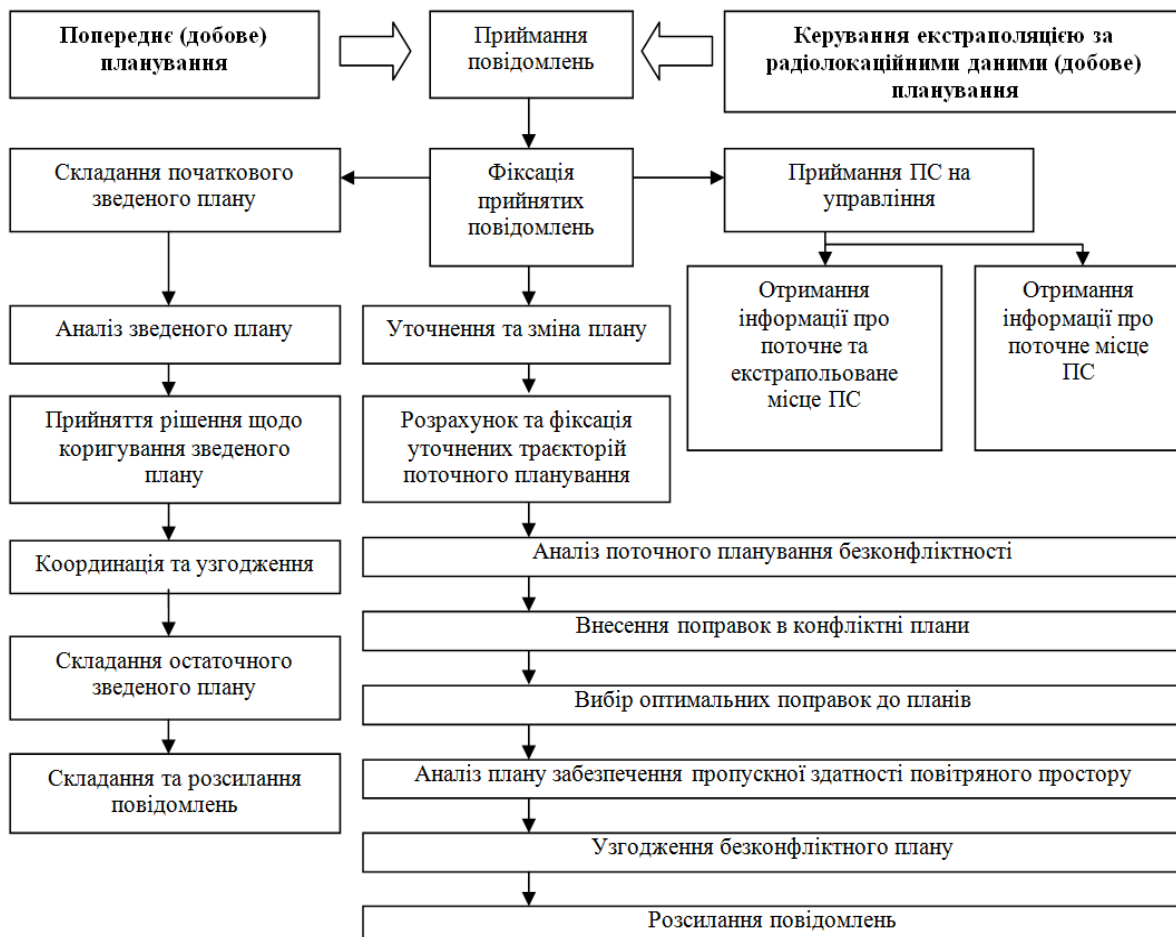 Попереднє (добове)
планування
Приймання
повідомлень
Керування екстраполяцією за
радіолокаційними даними (добове)
планування
Складання початкового
зведеного плану
Фіксація
прийнятих
повідомлень
Приймання ПС на
управління
Аналіз зведеного плану
Уточнення та зміна плану
Отримання
інформації про
поточне та
екстрапольоване
місце ПС
Отримання
інформації про
поточне місце
ПС
Прийняття рішення щодо
коригування зведеного
плану
Розрахунок та фіксація
уточнених траєкторій
поточного планування
Координація та узгодження
Аналіз поточного планування безконфліктності
Внесення поправок в конфліктні плани
Складання остаточного
зведеного плану
Вибір оптимальних поправок до планів
Складання та розсилання
повідомлень
Аналіз плану забезпечення пропускної здатності повітряного простору
Узгодження безконфліктного плану
Розсилання повідомлень